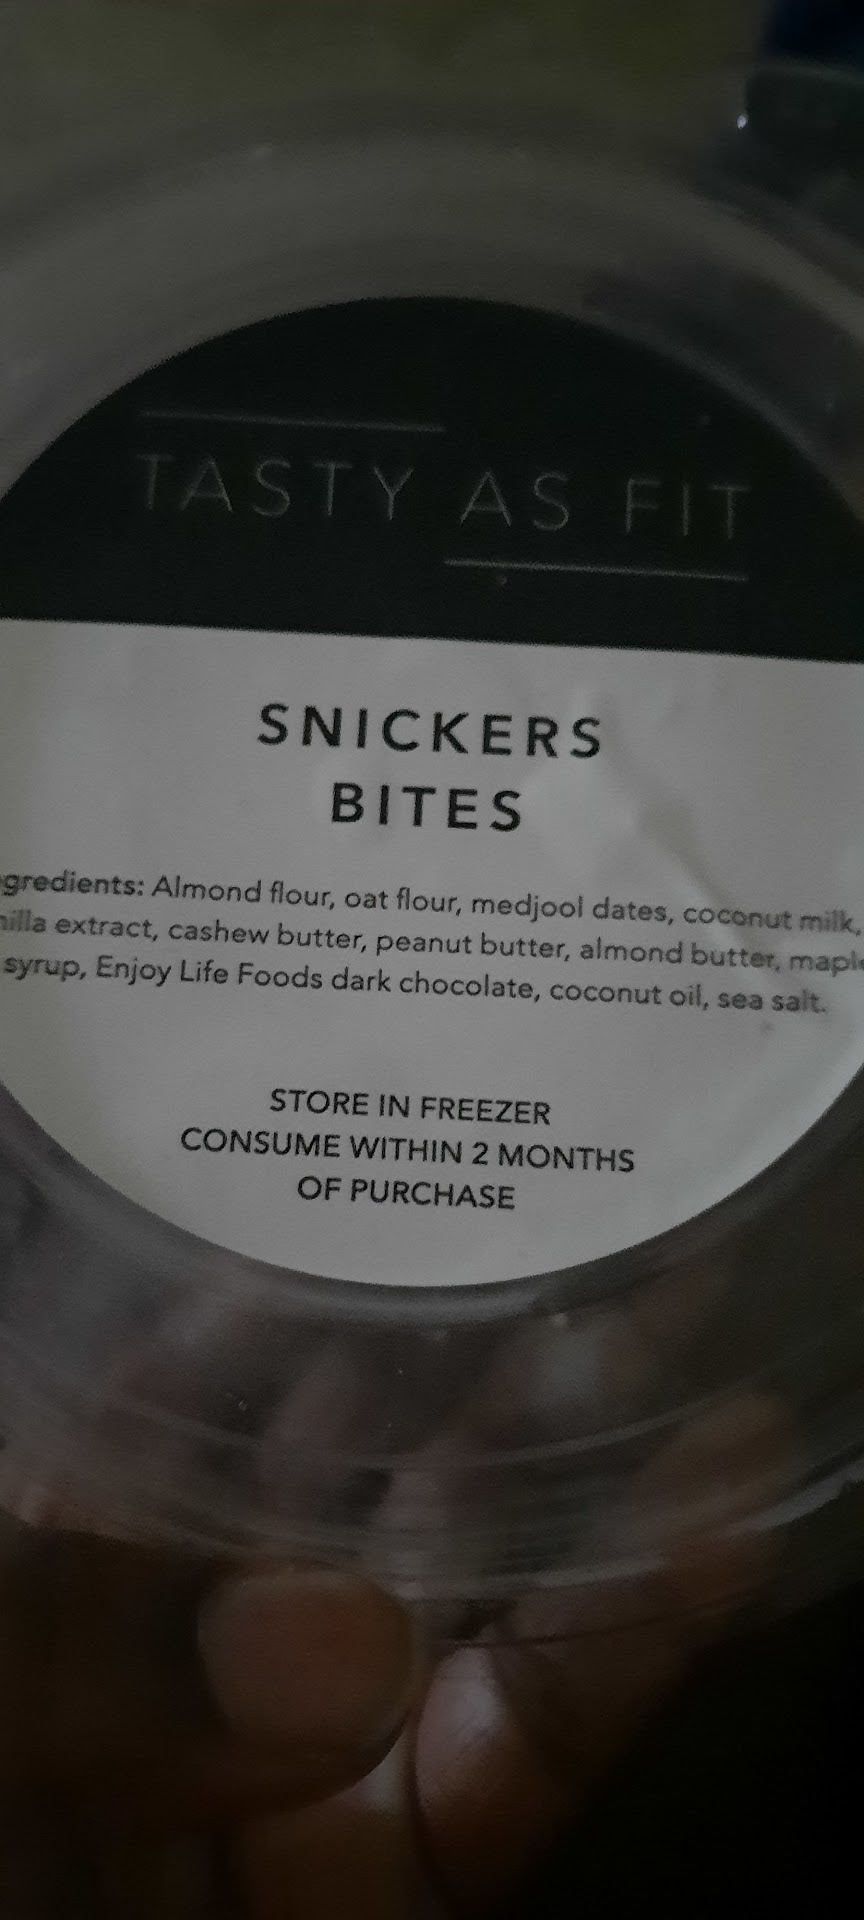 TASTY AS FIT
SNICKERS
BITES
gredients: Almond flour, oat flour, medjool dates, coconut milk,
nilla extract, cashew butter, peanut butter, almond butter, maple
syrup, Enjoy Life Foods dark chocolate, coconut oil, sea salt.
STORE IN FREEZER
CONSUME WITHIN 2 MONTHS
OF PURCHASE